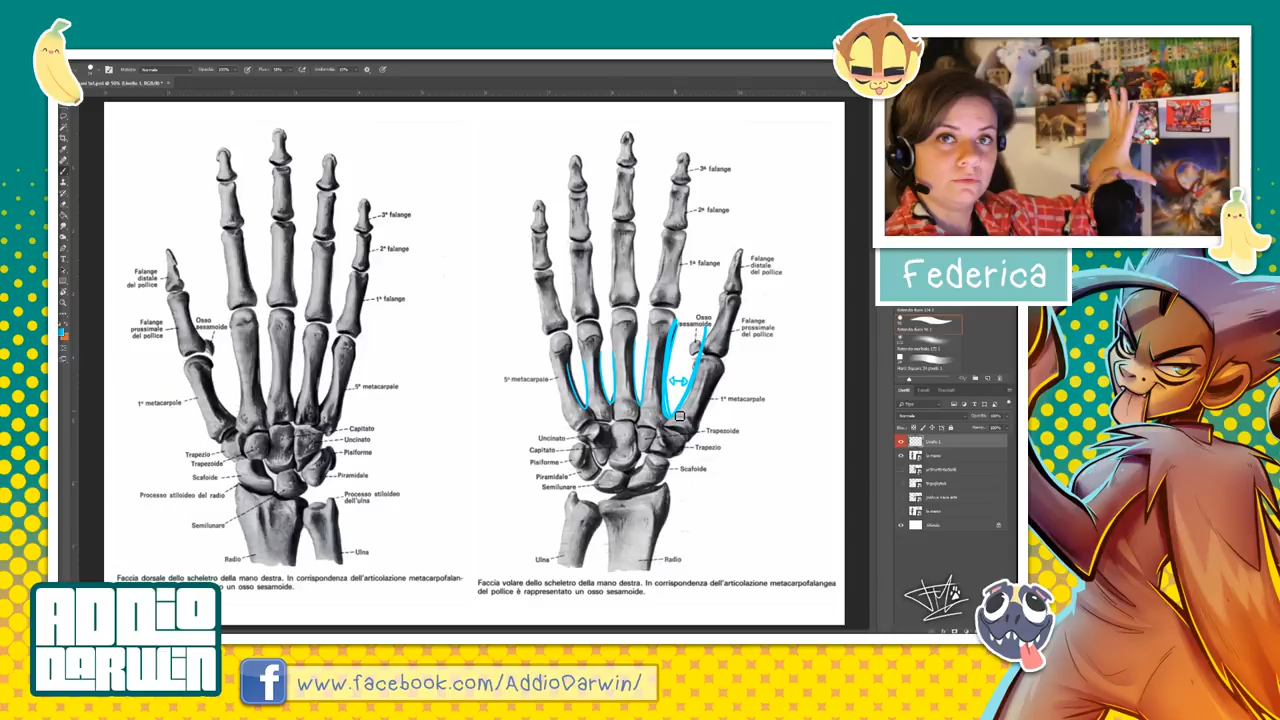 Falange
distale
del pollice
Falange
prossimale
del pollice
Osso
sesamoide
3ª falange
2ª falange
1ª falange
1º metacarpale
5º metacarpale
Capitato
Uncinato
Pisiforme
Piramidale
Trapezio
Trapezoide
Scafoide
Processo stiloideo del radio
Processo stiloideo
dell'ulna
Semilunare
Radio
Ulna
Faccia dorsale dello scheletro della mano destra. In corrispondenza dell'articolazione metacarpofalan-
un osso sesamoide.
3ª falange
2ª falange
1ª falange
Falange
distale
del pollice
Osso
sesamoide
Falange
prossimale
del pollice
5º metacarpale
1º metacarpale
Trapezoide
Trapezio
Scafoide
Uncinato
Capitato
Pisiforme
Piramidale
Semilunare
Ulna
Radio
Faccia volare dello scheletro della mano destra. In corrispondenza dell'articolazione metacarpofalangea
del pollice è rappresentato un osso sesamoide.
Federica
ADDIO
DARWIN
f www.facebook.com/AddioDarwin/